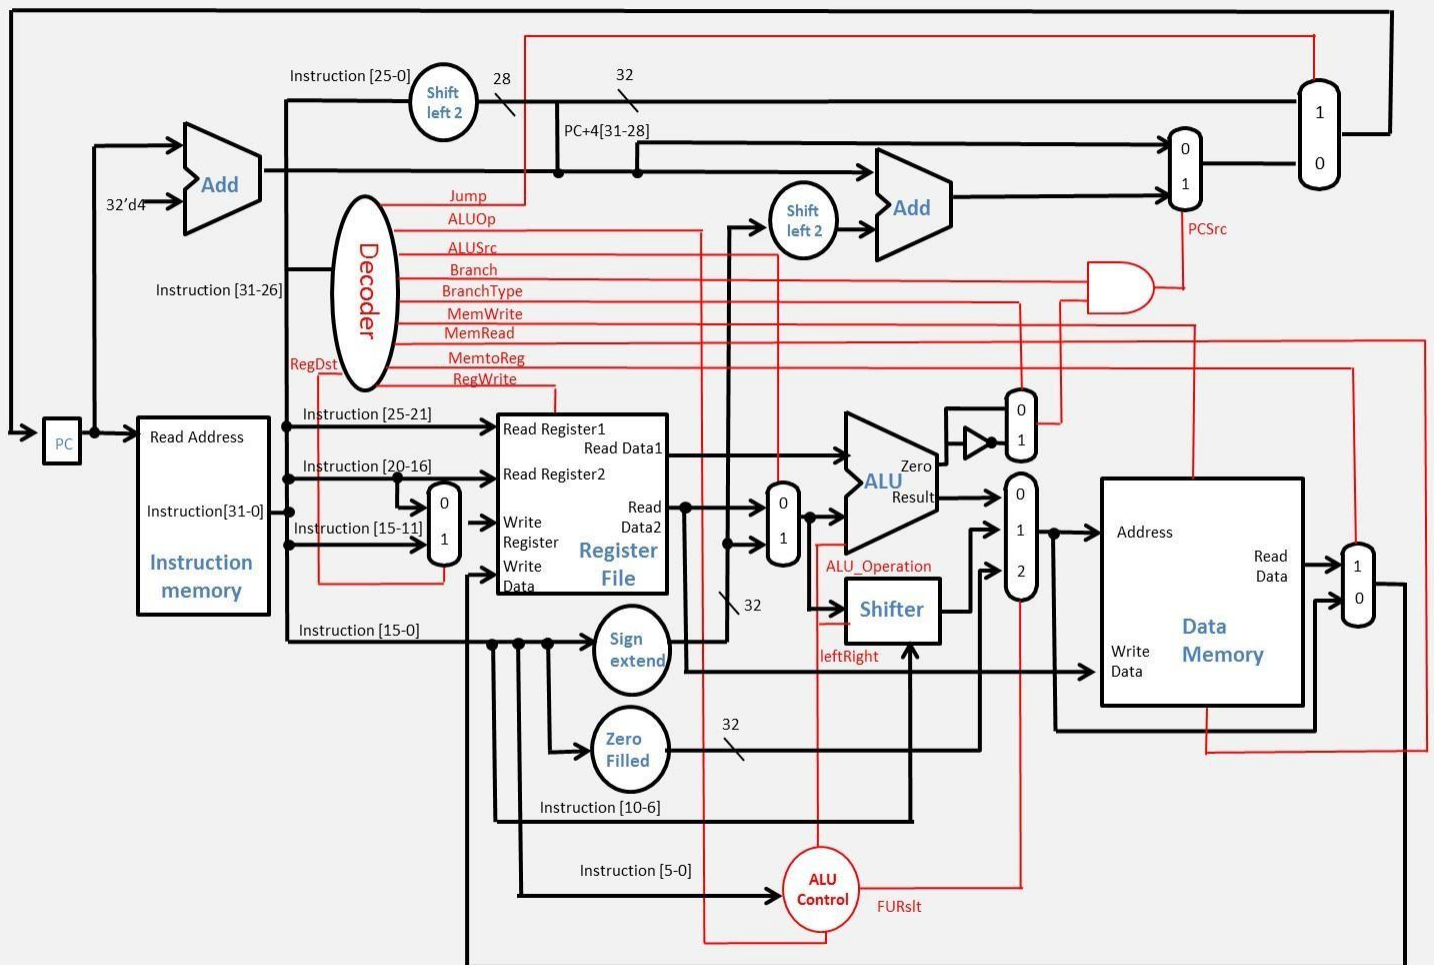 Instruction [25-0]
Shift
left 2
28
32
PC+4[31-28]
1
0
0
1
Add
32'd4
Shift
left 2
Add
PCSrc
Jump
ALUOp
ALUSrc
Branch
BranchType
MemWrite
MemRead
MemtoReg
RegWrite
Decoder
Instruction [31-26]
RegDst
PC
Read Address
Instruction[31-0]
Instruction
memory
Instruction [25-21]
Instruction [20-16]
Instruction [15-11]
0
1
Read Register1
Read Data1
Read Register2
Read
Data2
Write
Register
Register
File
Write
Data
0
1
ALU
Zero
Result
0
1
0
1
2
ALU_Operation
Shifter
leftRight
Address
Read
Data
Data
Memory
Write
Data
1
0
Instruction [15-0]
Sign
extend
32
Zero
Filled
32
Instruction [10-6]
Instruction [5-0]
ALU
Control
FURslt